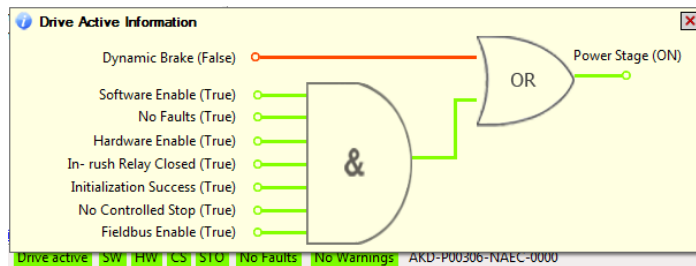 Drive Active Information
Dynamic Brake (False)
Power Stage (ON)
OR
Software Enable (True)
No Faults (True)
Hardware Enable (True)
In- rush Relay Closed (True)
&
Initialization Success (True)
No Controlled Stop (True)
Fieldbus Enable (True)
Drive active SW HW CS STO No Faults No Warnings AKD-P00306-NAEC-0000